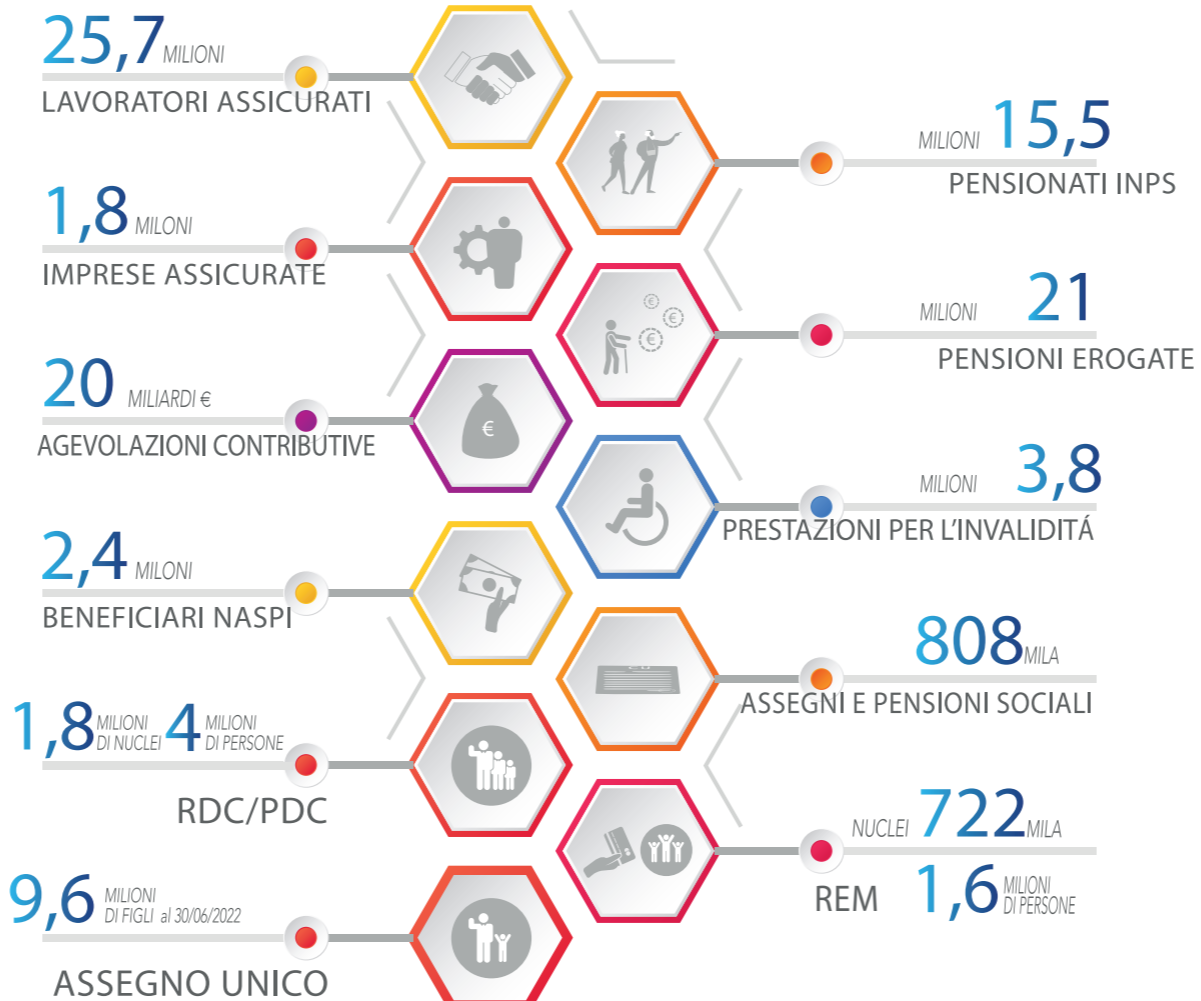 25,7 MILIONI
LAVORATORI ASSICURATI
MILIONI 15,5
PENSIONATI INPS
1,8 MILONI
IMPRESE ASSICURATE
MILIONI 21
PENSIONI EROGATE
20 MILIARDI €
AGEVOLAZIONI CONTRIBUTIVE
€
€
€
MILIONI 3,8
PRESTAZIONI PER L'INVALIDITÁ
2,4 MILONI
BENEFICIARI NASPI
808 MILA
ASSEGNI E PENSIONI SOCIALI
1,8 MILIONI DI NUCLEI 4 MILIONI DI PERSONE
RDC/PDC
NUCLEI 722 MILA
REM 1,6 MILIONI DI PERSONE
9,6 MILIONI
DI FIGLI al 30/06/2022
ASSEGNO UNICO